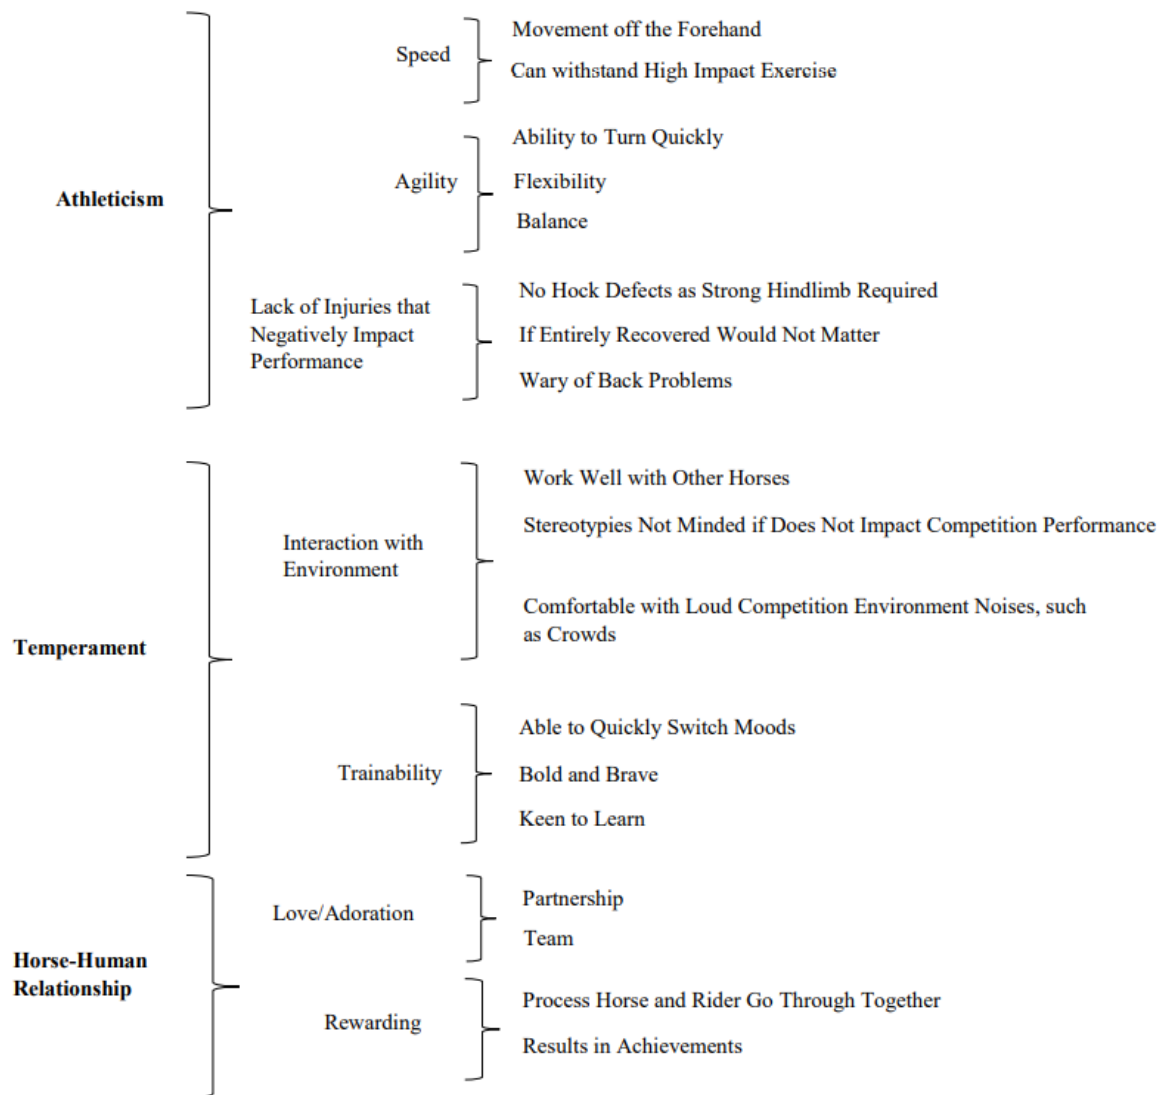 Athleticism
Speed
Movement off the Forehand
Can withstand High Impact Exercise
Agility
Ability to Turn Quickly
Flexibility
Balance
Lack of Injuries that
Negatively Impact
Performance
No Hock Defects as Strong Hindlimb Required
If Entirely Recovered Would Not Matter
Wary of Back Problems
Temperament
Interaction with
Environment
Work Well with Other Horses
Stereotypies Not Minded if Does Not Impact Competition Performance
Comfortable with Loud Competition Environment Noises, such
as Crowds
Trainability
Able to Quickly Switch Moods
Bold and Brave
Keen to Learn
Horse-Human
Relationship
Love/Adoration
Partnership
Team
Rewarding
Process Horse and Rider Go Through Together
Results in Achievements